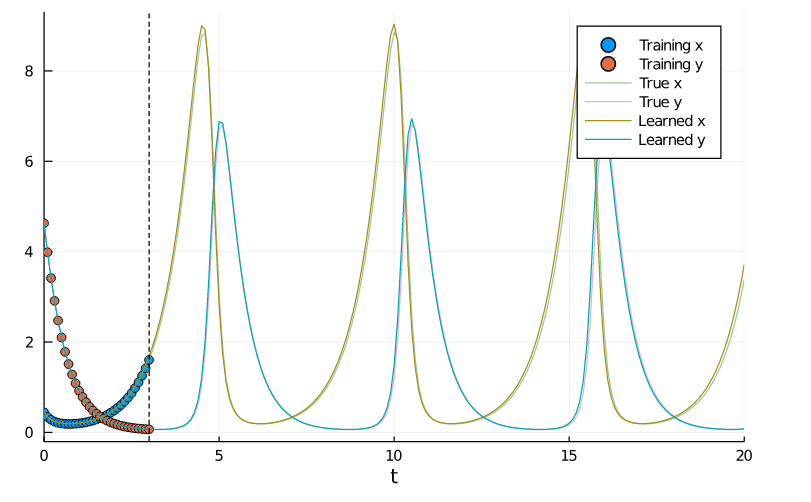 Training x
Training y
True x
True y
Learned x
Learned y
8
6
4
2
0
0 5 10 15 20
t